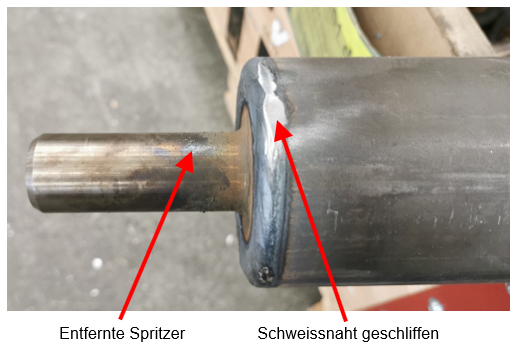 Entfernte Spritzer
Schweissnaht geschliffen